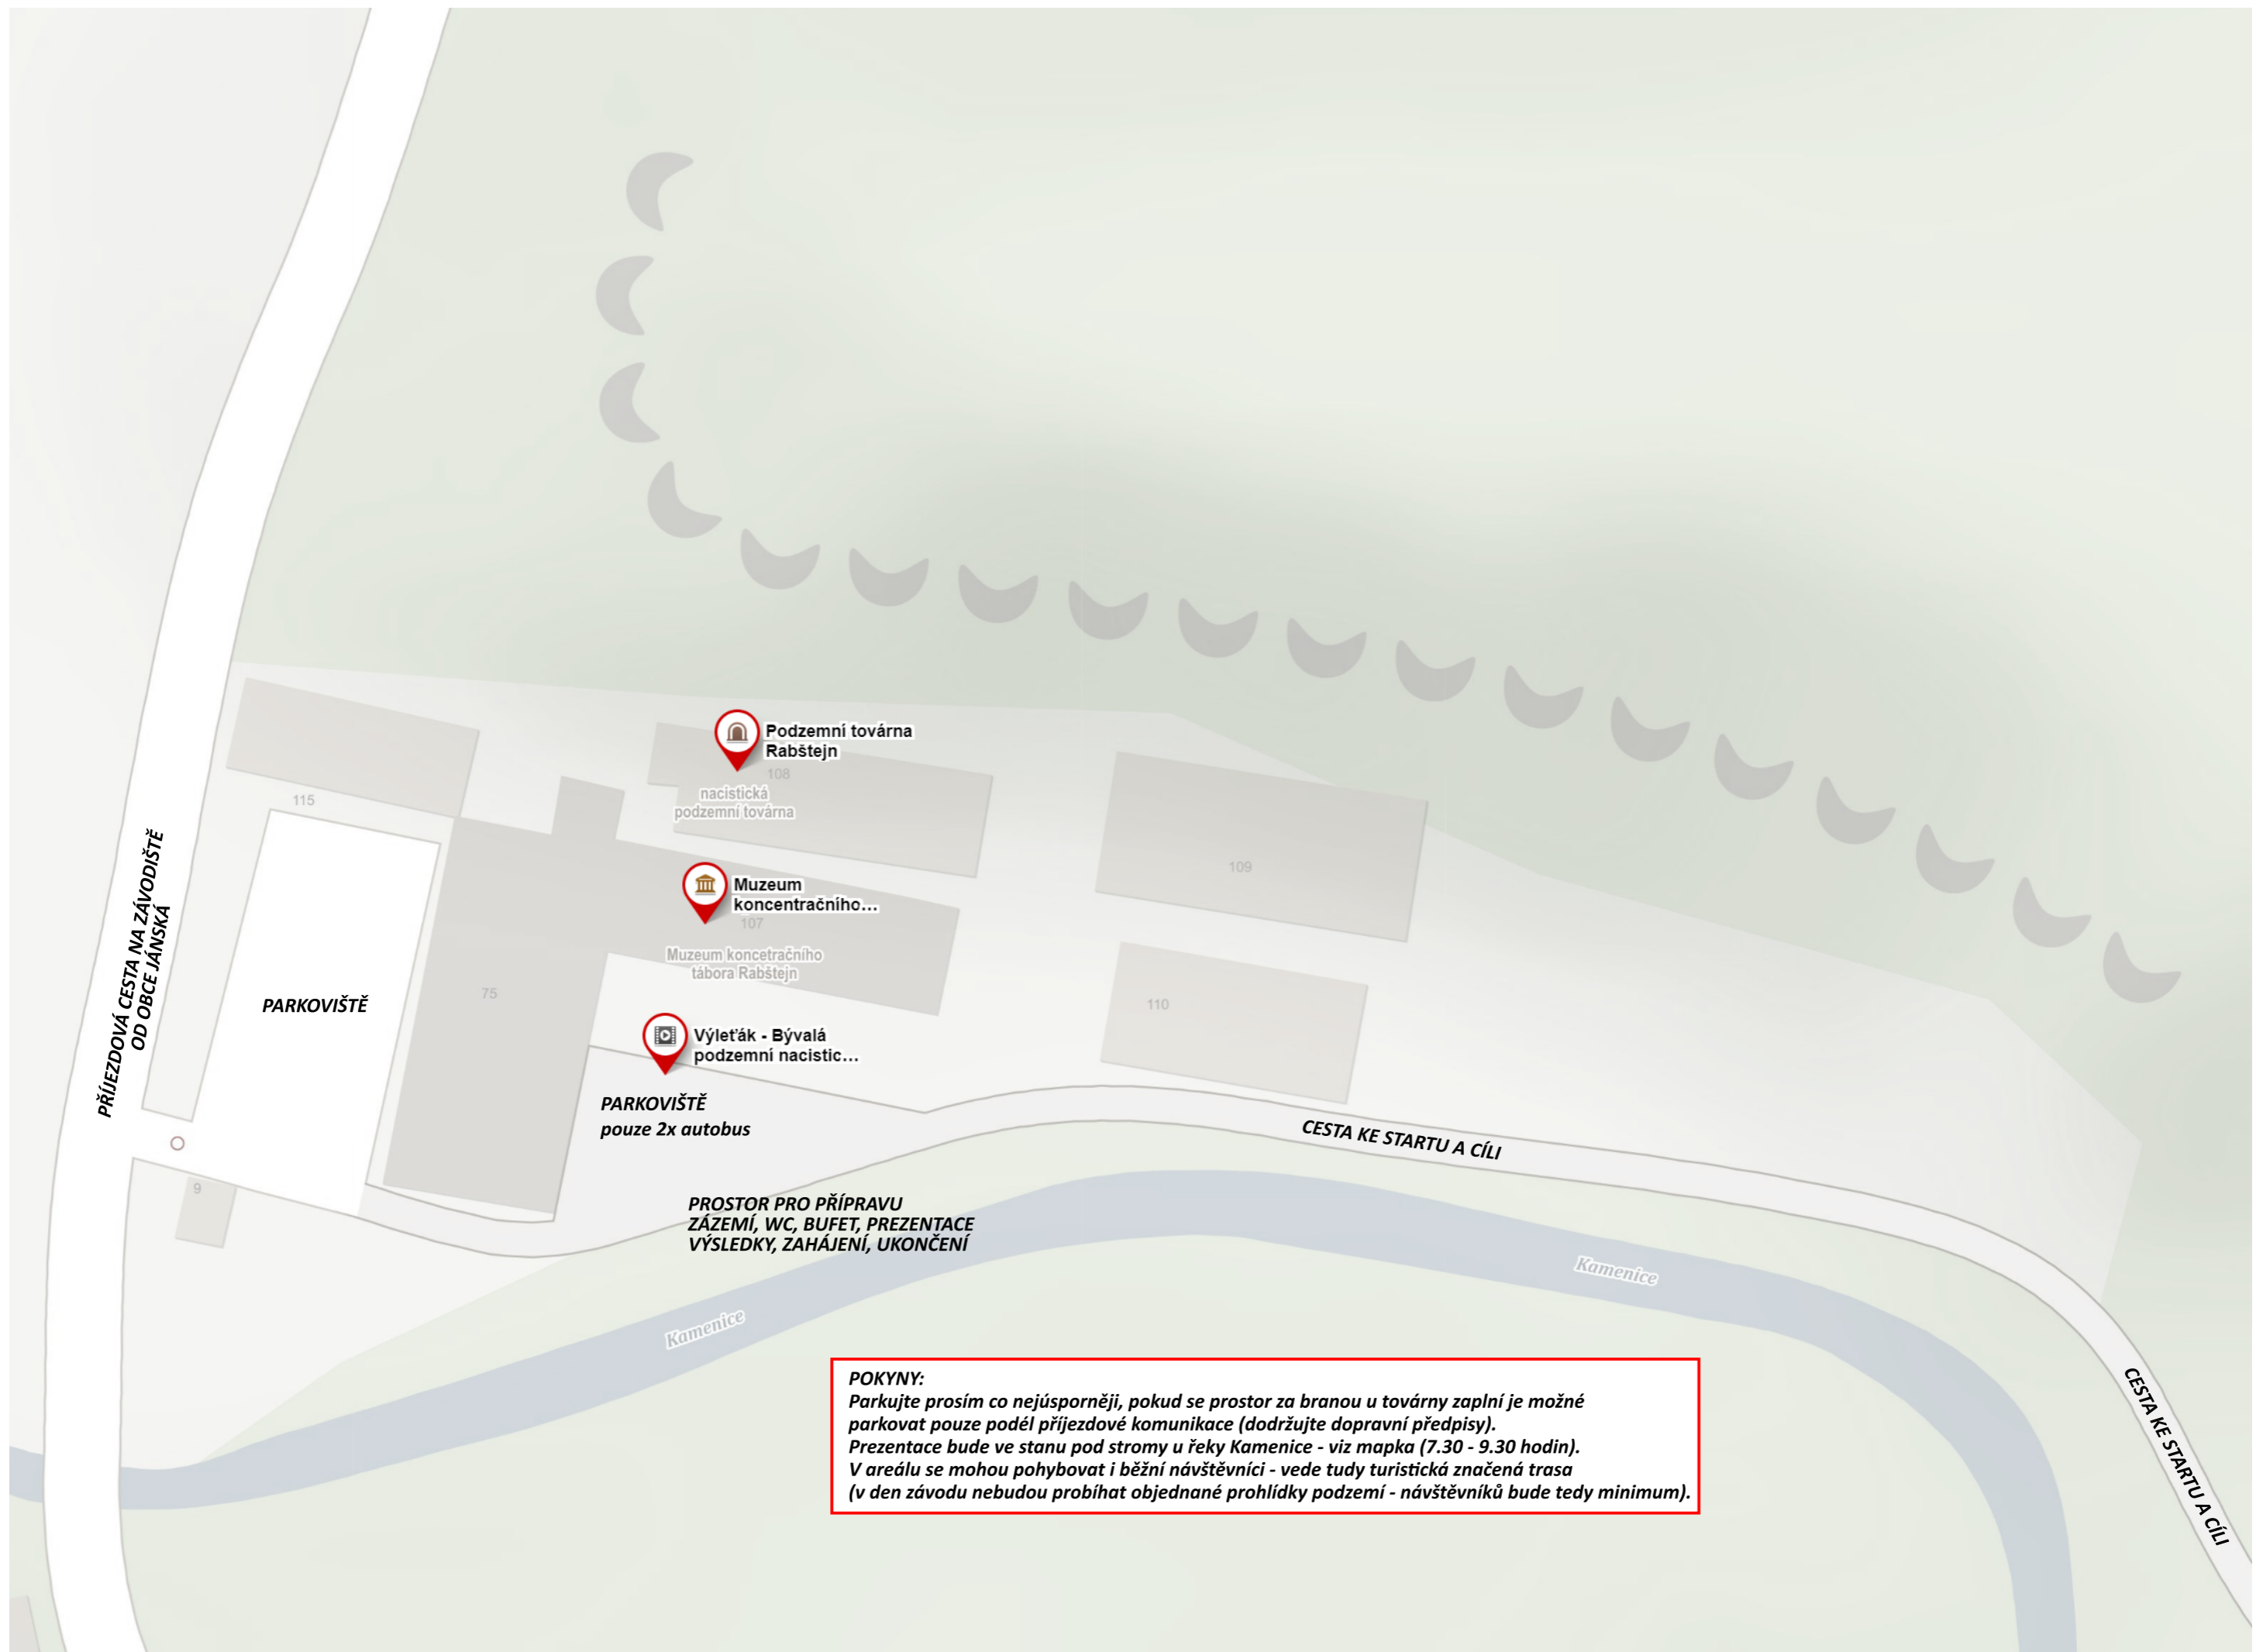 Podzemní továrna
Rabštejn
108
nacistická
podzemní továrna
115
109
Muzeum
koncentračního...
107
Muzeum koncetračního
tábora Rabštejn
PŘÍJEZDOVÁ CESTA NA ZÁVODIŠTĚ
OD OBCE JÁNSKÁ
PARKOVIŠTĚ
75
110
Výleťák - Bývalá
podzemní nacistic...
PARKOVIŠTĚ
pouze 2x autobus
CESTA KE STARTU A CÍLI
9
PROSTOR PRO PŘÍPRAVU
ZÁZEMÍ, WC, BUFET, PREZENTACE
VÝSLEDKY, ZAHÁJENÍ, UKONČENÍ
Kamenice
Kamenice
POKYNY:
Parkujte prosím co nejúsporněji, pokud se prostor za branou u továrny zaplní je možné
parkovat pouze podél příjezdové komunikace (dodržujte dopravní předpisy).
Prezentace bude ve stanu pod stromy u řeky Kamenice - viz mapka (7.30 - 9.30 hodin).
V areálu se mohou pohybovat i běžní návštěvníci - vede tudy turistická značená trasa
(v den závodu nebudou probíhat objednané prohlídky podzemí - návštěvníků bude tedy minimum).
CESTA KE STARTU A CÍLI